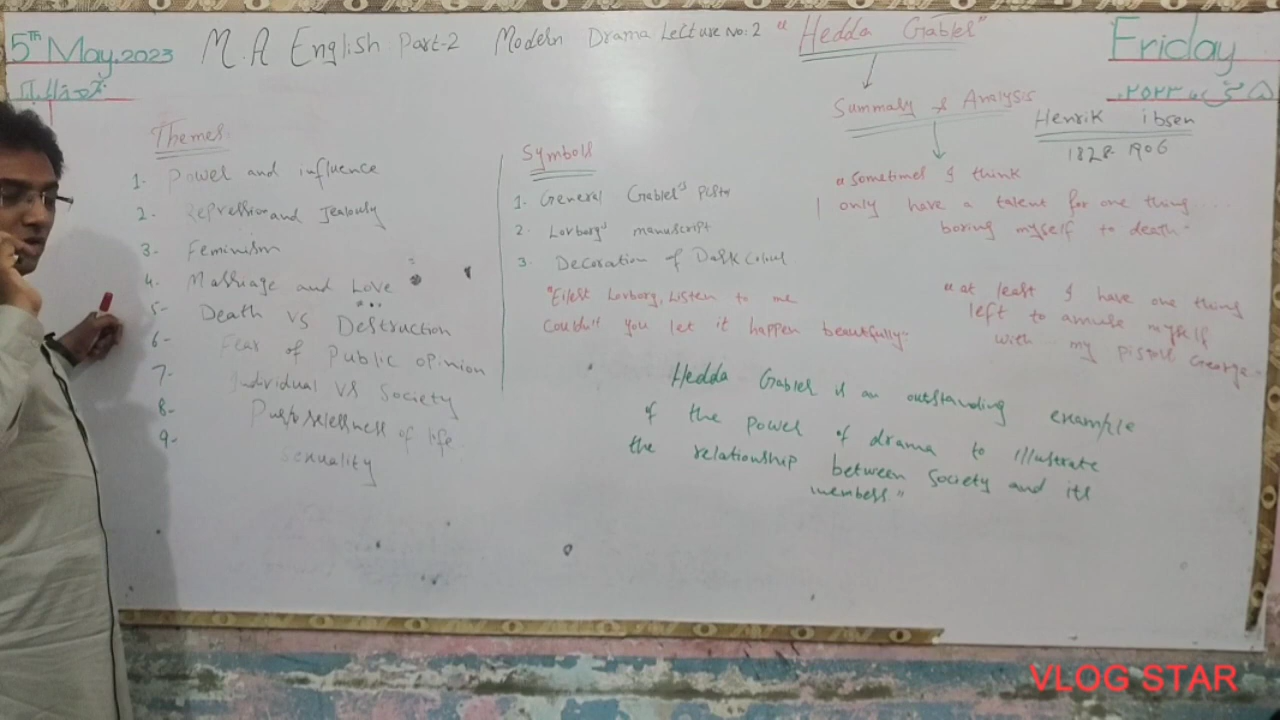 5TH May, 2023
M.A English Part-2 Modern Drama Lecture No: 2 "Hedda Gabler"
Friday
Summary & Analysis
Henrik ibsen
1828-1906
Themes
1- Power and influence
2- Repression and Jealousy
3- Feminism
4- Marriage and Love
5- Death VS Destruction
6- Fear of Public opinion
7- individual VS Society
8- Purposelessness of life
9- Sexuality
Symbols
1. General Gabler's
2. Lovborg's manuscript
3. Decoration of Dark Colour
"Eilert Lovborg, Listen to me
Couldn't you let it happen beautifully"
"Sometimes I think
I only have a talent for one thing....
boring myself to death"
"at least I have one thing
left to amuse myself
with my pistols George"
Hedda Gabler is an outstanding example
of the power of drama to illustrate
the relationship between society and its
members"
VLOG STAR